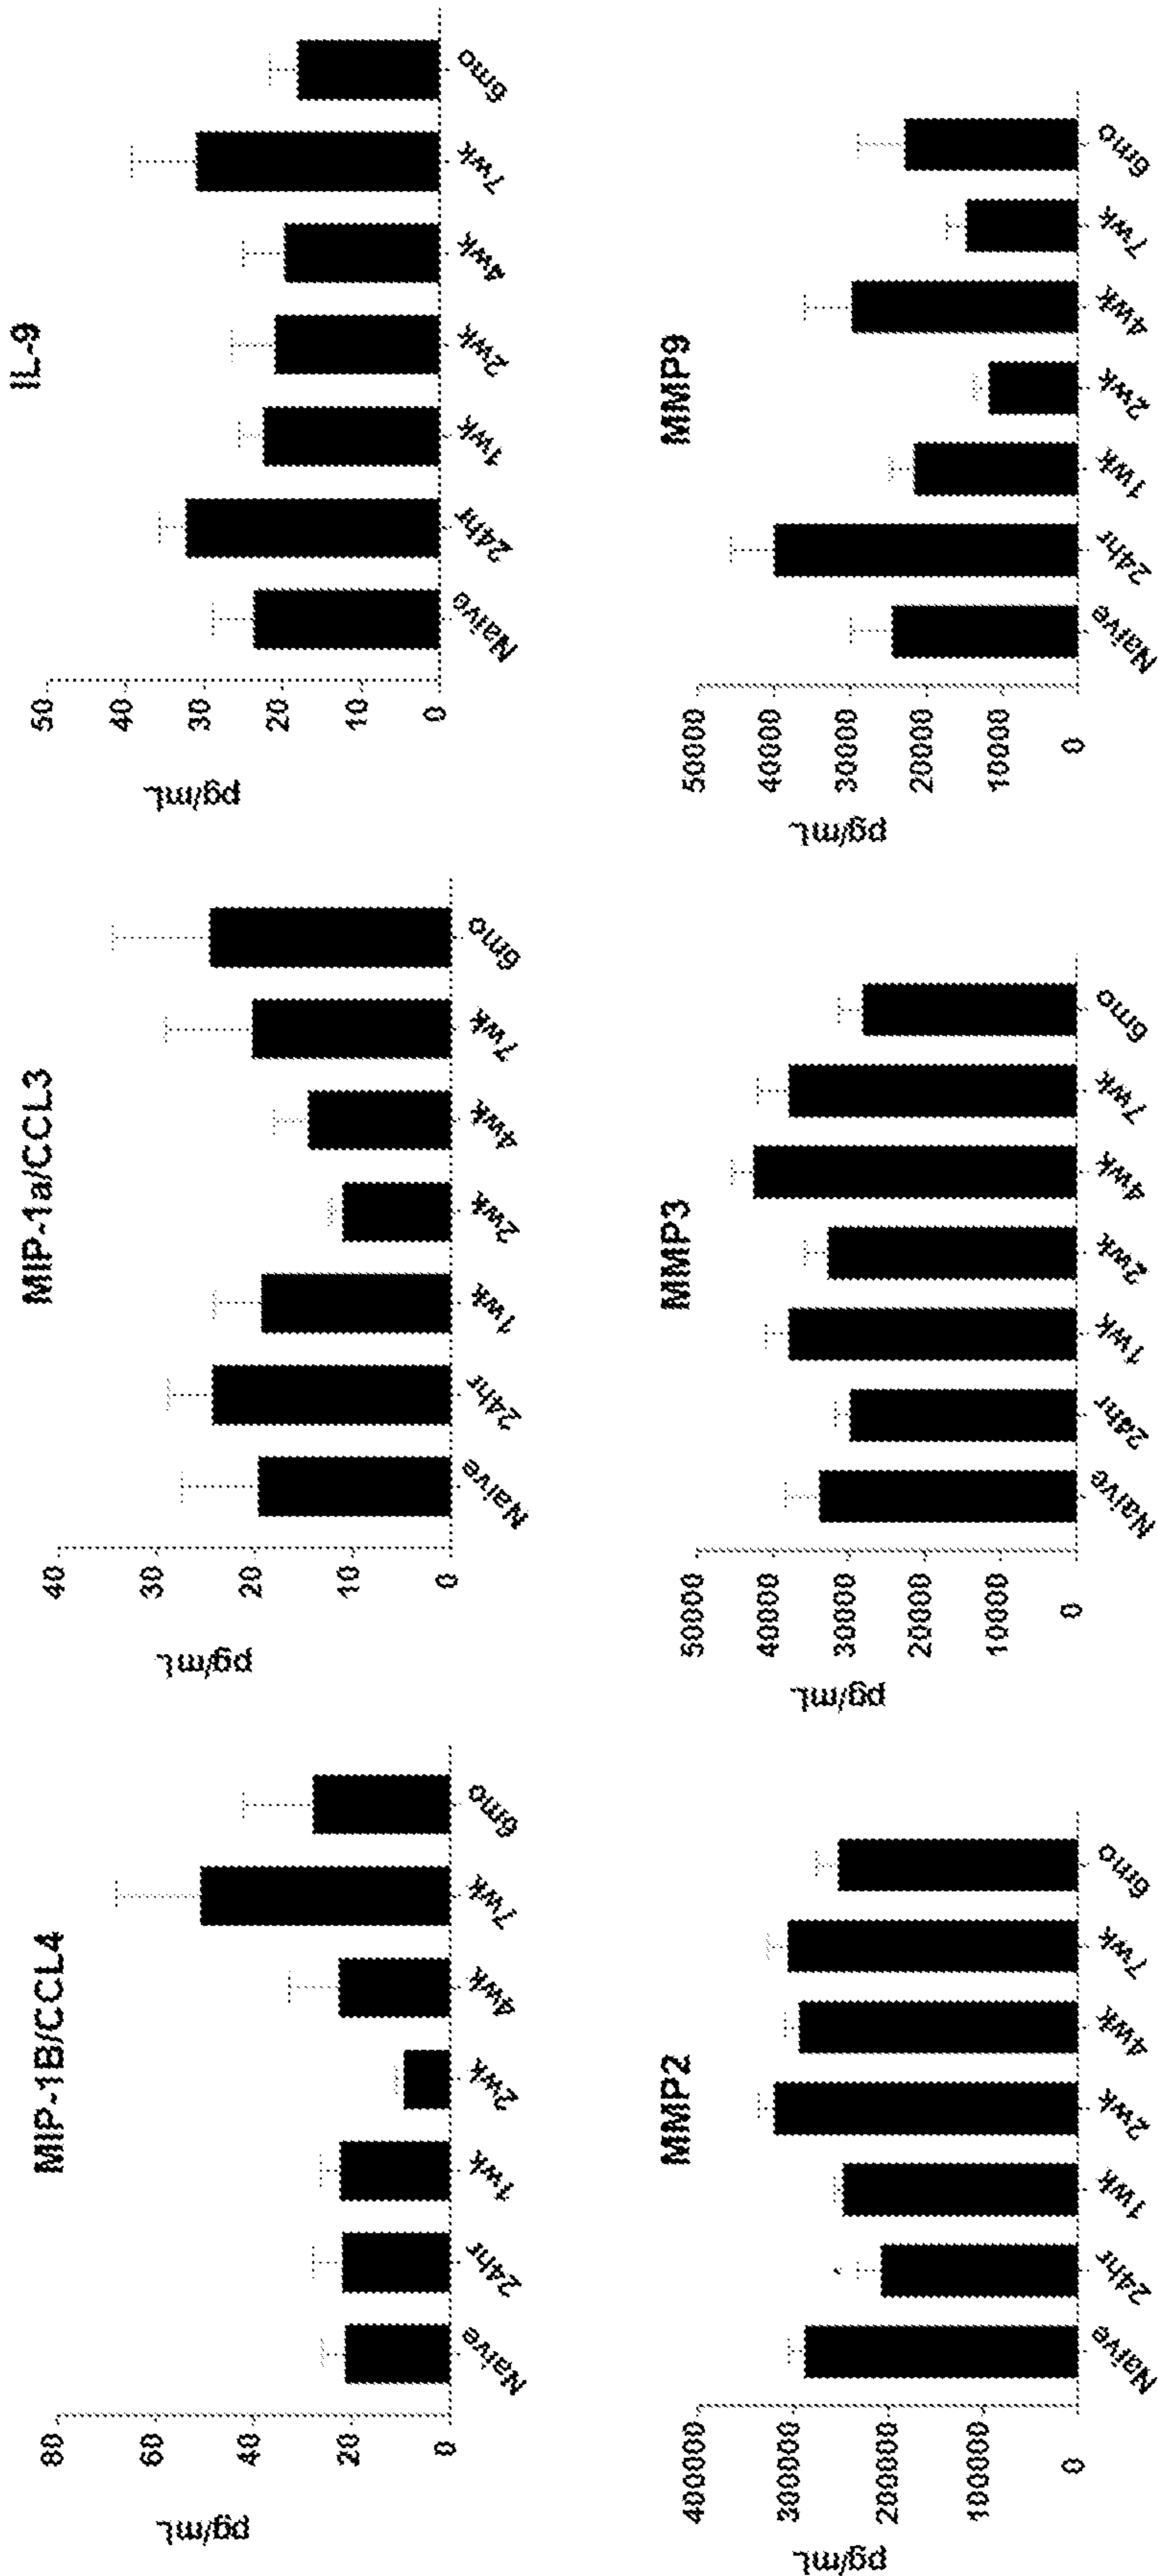 MIP-1B/CCL4
pg/mL
80
60
40
20
0
Naive
24hr
1wk
2wk
4wk
7wk
6mo
MIP-1a/CCL3
pg/mL
40
30
20
10
0
Naive
24hr
1wk
2wk
4wk
7wk
6mo
IL-9
pg/mL
50
40
30
20
10
0
Naive
24hr
1wk
2wk
4wk
7wk
6mo
MMP2
pg/mL
400000
300000
200000
100000
0
Naive
24hr
1wk
2wk
4wk
7wk
6mo
MMP3
pg/mL
50000
40000
30000
20000
10000
0
Naive
24hr
1wk
2wk
4wk
7wk
6mo
MMP9
pg/mL
50000
40000
30000
20000
10000
0
Naive
24hr
1wk
2wk
4wk
7wk
6mo